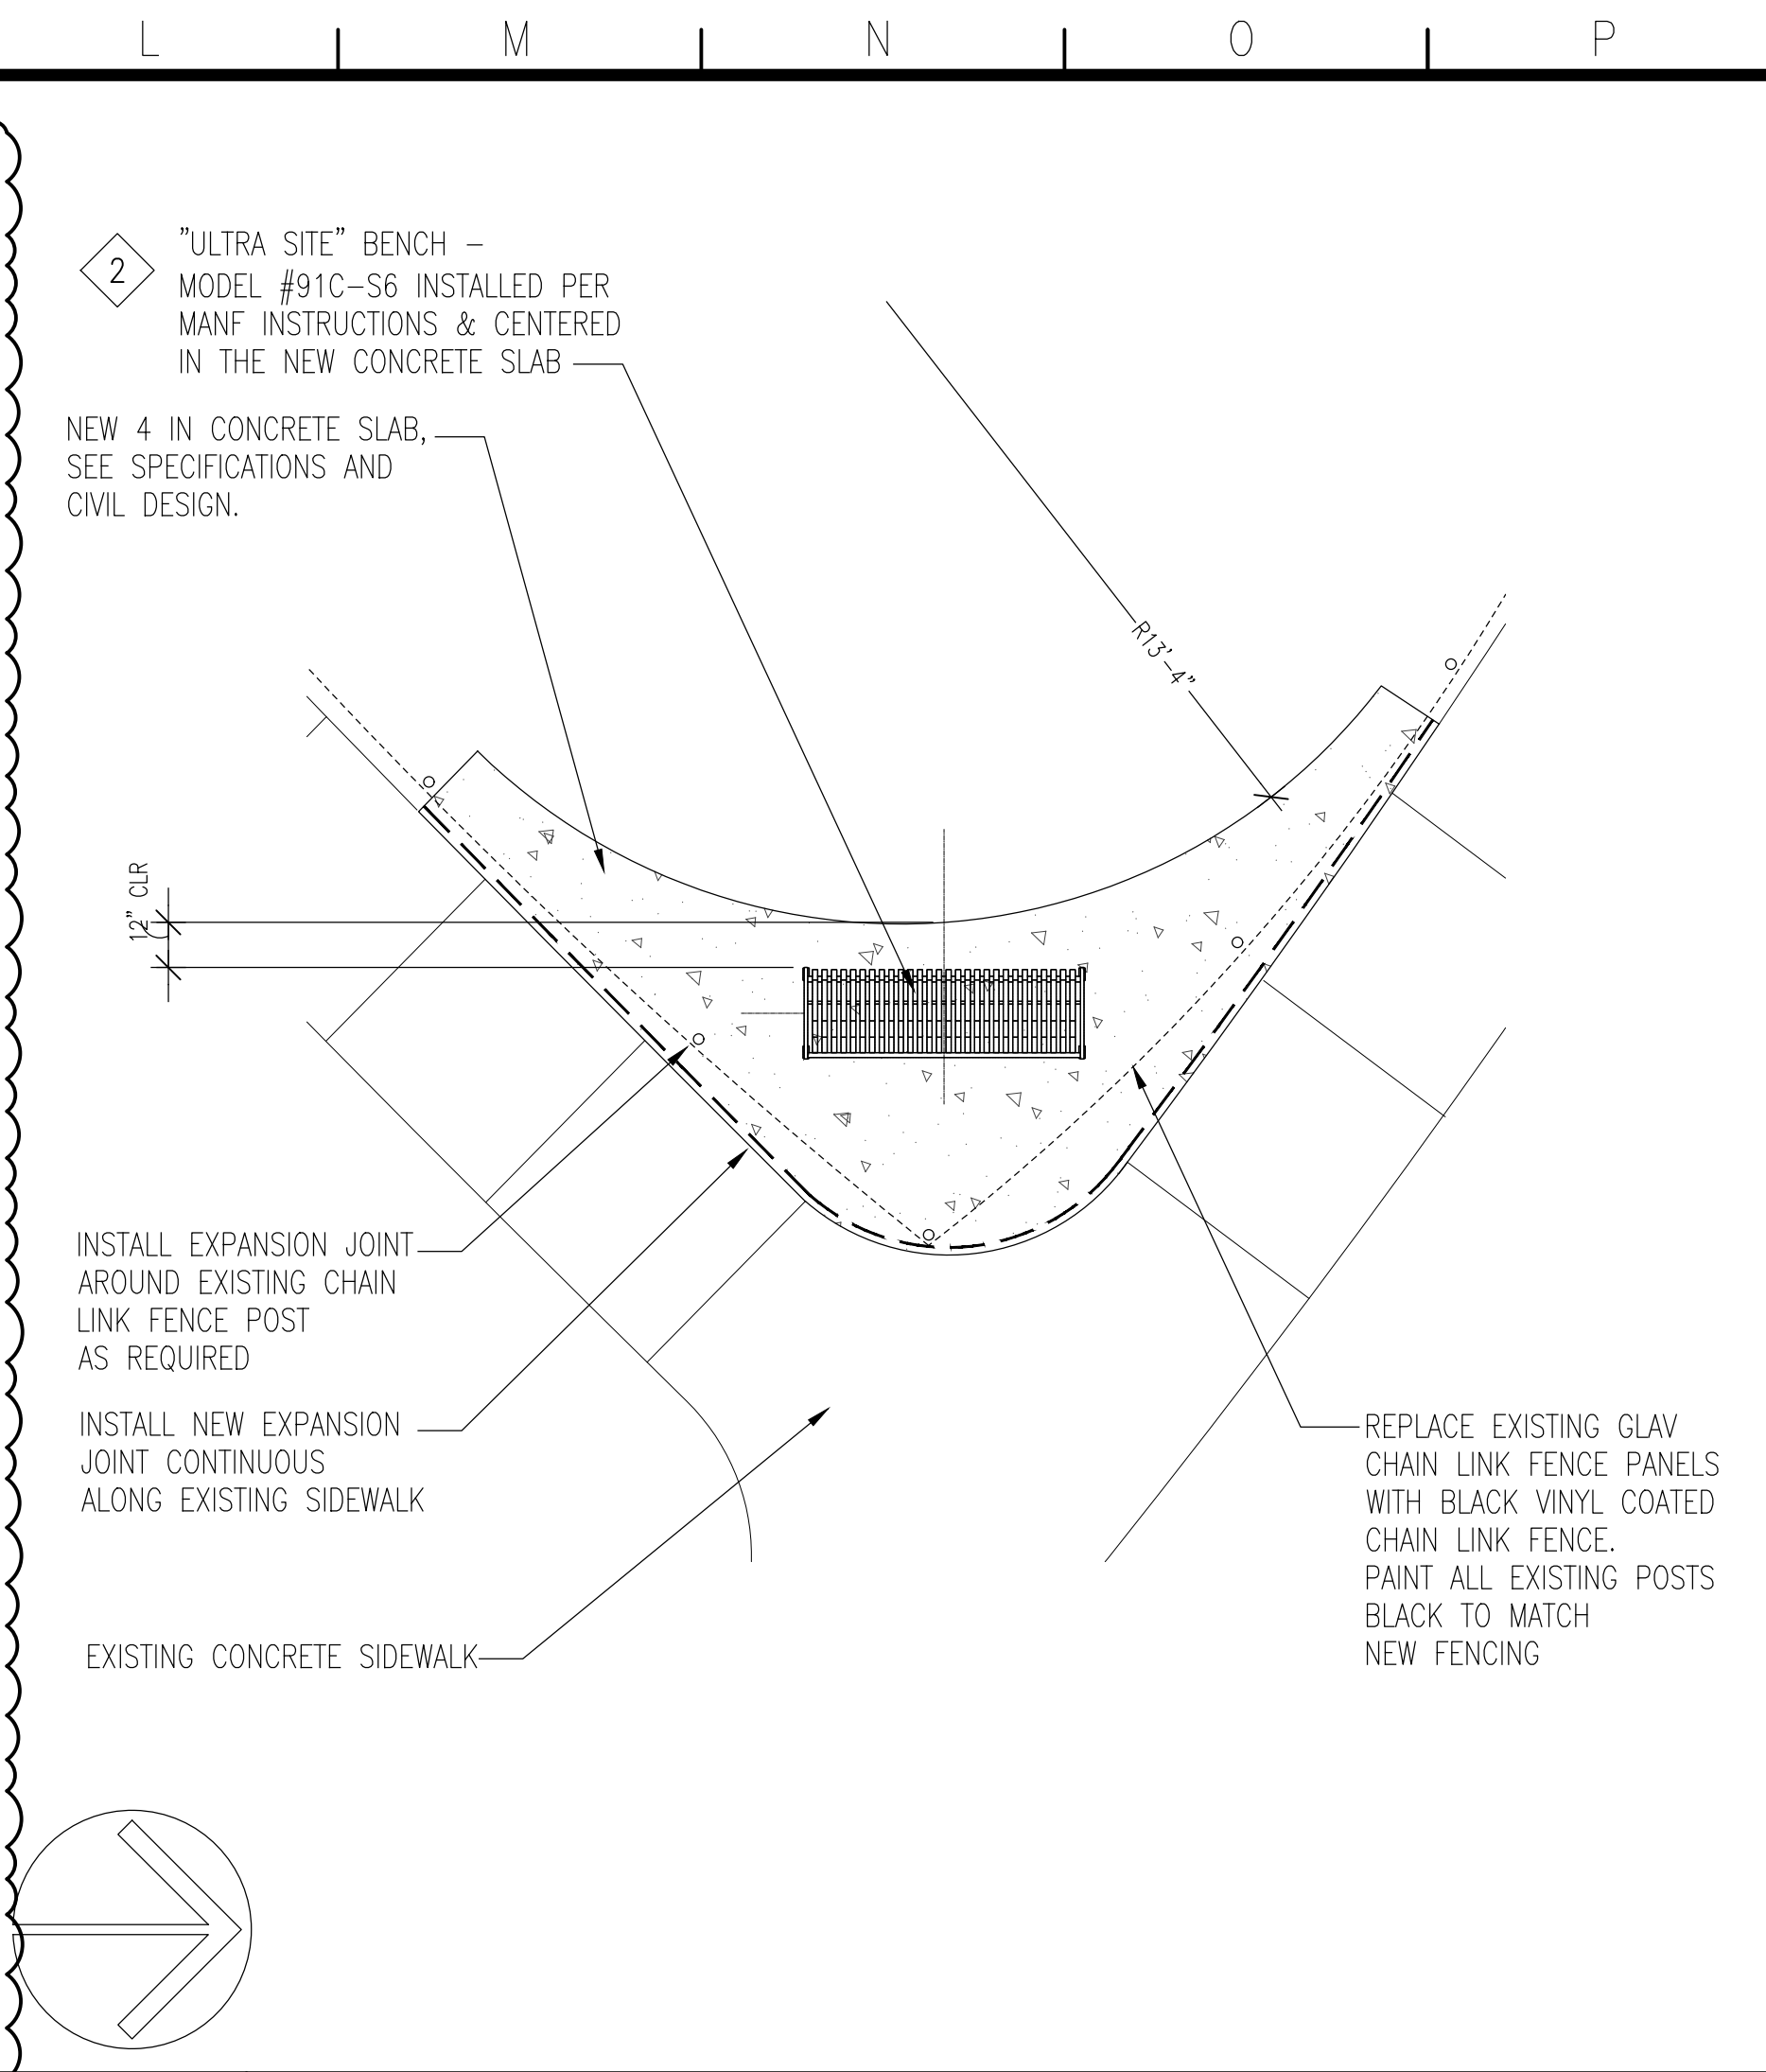 L M N O P
2
"ULTRA SITE" BENCH –
MODEL #91C–S6 INSTALLED PER
MANF INSTRUCTIONS & CENTERED
IN THE NEW CONCRETE SLAB
NEW 4 IN CONCRETE SLAB,
SEE SPECIFICATIONS AND
CIVIL DESIGN.
R13'-4"
12" CLR
INSTALL EXPANSION JOINT
AROUND EXISTING CHAIN
LINK FENCE POST
AS REQUIRED
INSTALL NEW EXPANSION
JOINT CONTINUOUS
ALONG EXISTING SIDEWALK
EXISTING CONCRETE SIDEWALK
REPLACE EXISTING GLAV
CHAIN LINK FENCE PANELS
WITH BLACK VINYL COATED
CHAIN LINK FENCE.
PAINT ALL EXISTING POSTS
BLACK TO MATCH
NEW FENCING